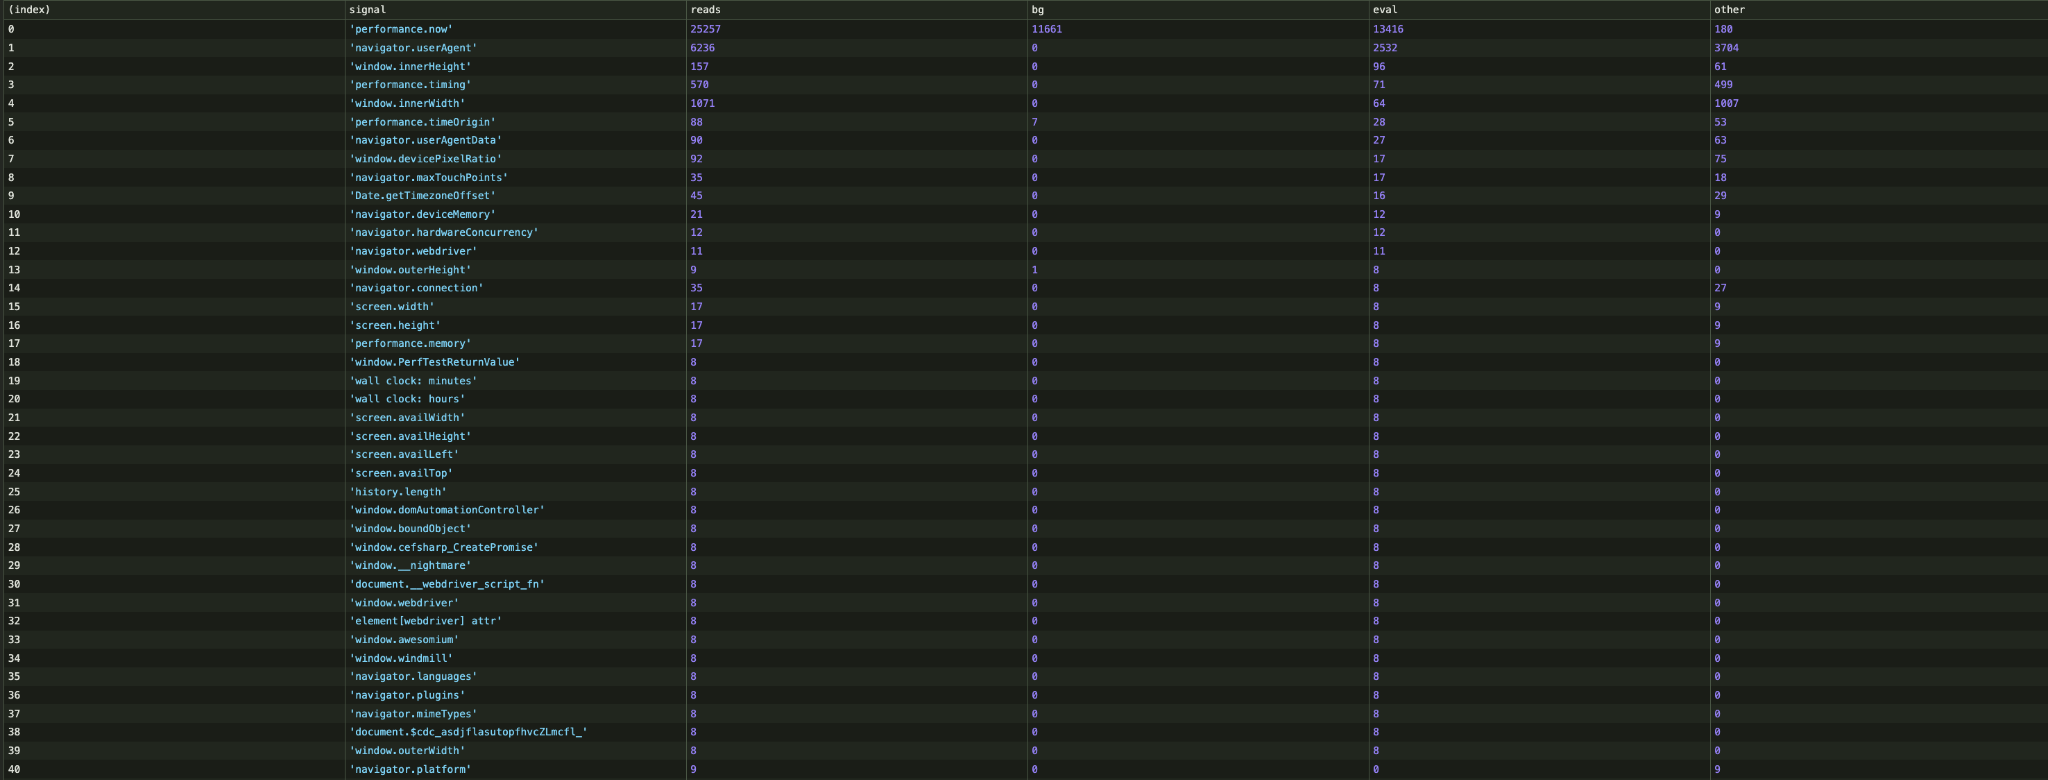 (index) signal reads bg eval other
0 'performance.now' 25257 11661 13416 180
1 'navigator.userAgent' 6236 0 2532 3704
2 'window.innerHeight' 157 0 96 61
3 'performance.timing' 570 0 71 499
4 'window.innerWidth' 1071 0 64 1007
5 'performance.timeOrigin' 88 7 28 53
6 'navigator.userAgentData' 90 0 27 63
7 'window.devicePixelRatio' 92 0 17 75
8 'navigator.maxTouchPoints' 35 0 17 18
9 'Date.getTimezoneOffset' 45 0 16 29
10 'navigator.deviceMemory' 21 0 12 9
11 'navigator.hardwareConcurrency' 12 0 12 0
12 'navigator.webdriver' 11 0 11 0
13 'window.outerHeight' 9 1 8 0
14 'navigator.connection' 35 0 8 27
15 'screen.width' 17 0 8 9
16 'screen.height' 17 0 8 9
17 'performance.memory' 17 0 8 9
18 'window.PerfTestReturnValue' 8 0 8 0
19 'wall clock: minutes' 8 0 8 0
20 'wall clock: hours' 8 0 8 0
21 'screen.availWidth' 8 0 8 0
22 'screen.availHeight' 8 0 8 0
23 'screen.availLeft' 8 0 8 0
24 'screen.availTop' 8 0 8 0
25 'history.length' 8 0 8 0
26 'window.domAutomationController' 8 0 8 0
27 'window.boundObject' 8 0 8 0
28 'window.cefsharp_CreatePromise' 8 0 8 0
29 'window.__nightmare' 8 0 8 0
30 'document.__webdriver_script_fn' 8 0 8 0
31 'window.webdriver' 8 0 8 0
32 'element[webdriver] attr' 8 0 8 0
33 'window.awesomium' 8 0 8 0
34 'window.windmill' 8 0 8 0
35 'navigator.languages' 8 0 8 0
36 'navigator.plugins' 8 0 8 0
37 'navigator.mimeTypes' 8 0 8 0
38 'document.$cdc_asdjflasutopfhvcZLmcfl_' 8 0 8 0
39 'window.outerWidth' 8 0 8 0
40 'navigator.platform' 9 0 0 9